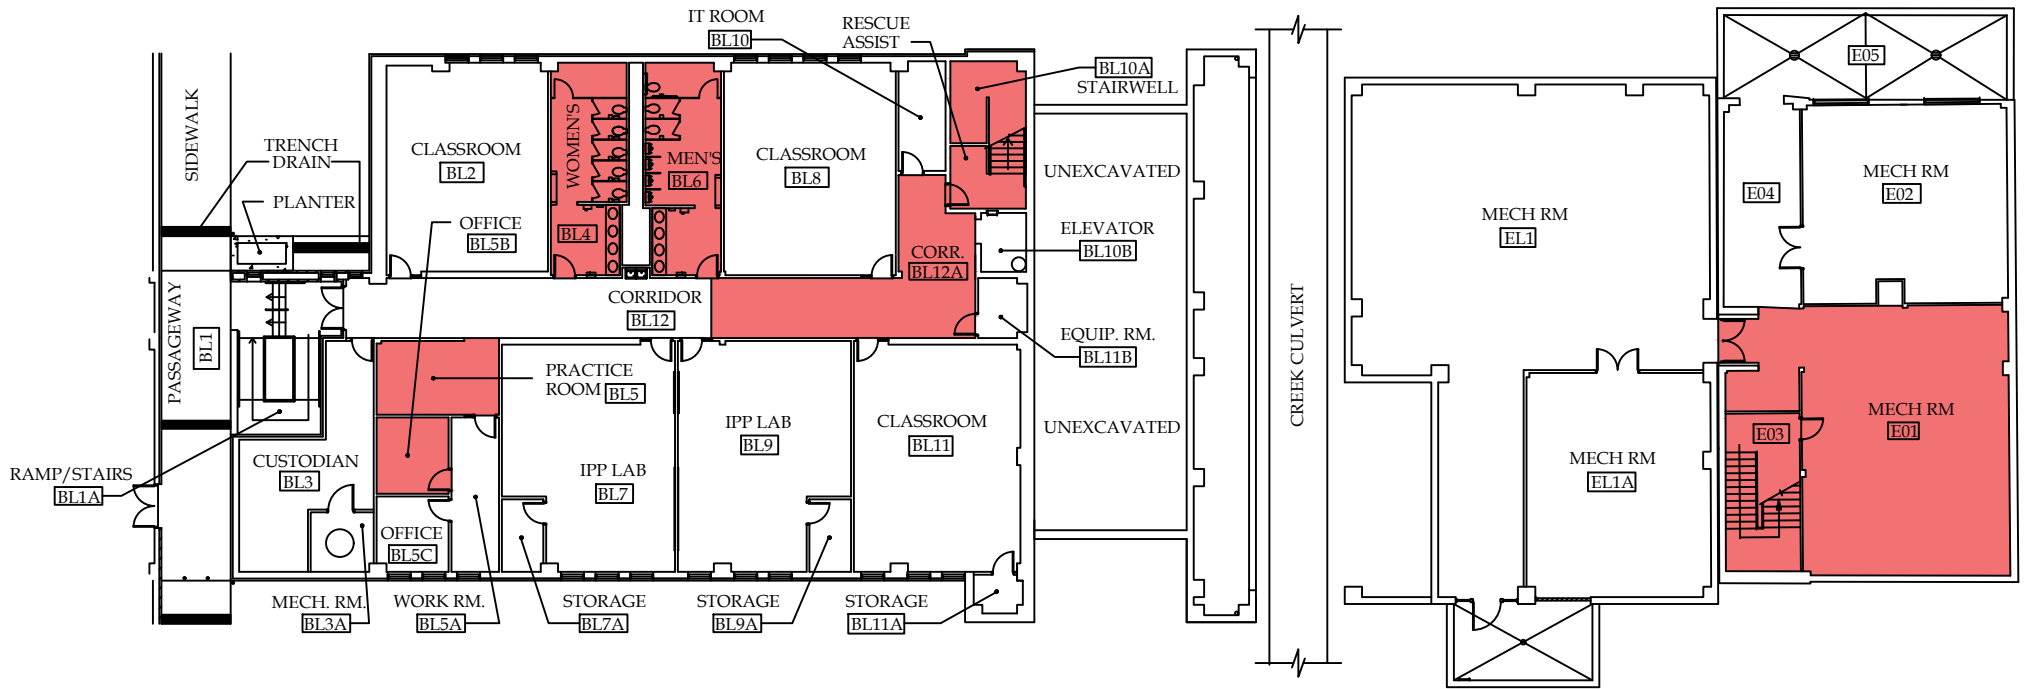 IT ROOM
BL10
RESCUE
ASSIST
BL10A
STAIRWELL
E05
SIDEWALK
TRENCH
DRAIN
PLANTER
CLASSROOM
BL2
WOMEN'S
BL4
MEN'S
BL6
CLASSROOM
BL8
UNEXCAVATED
OFFICE
BL5B
ELEVATOR
BL10B
CORR.
BL12A
MECH RM
EL1
E04
MECH RM
E02
PASSAGEWAY
BL1
CORRIDOR
BL12
EQUIP. RM.
BL11B
CREEK CULVERT
PRACTICE
ROOM
BL5
IPP LAB
BL9
CLASSROOM
BL11
UNEXCAVATED
MECH RM
E01
E03
RAMP/STAIRS
BL1A
CUSTODIAN
BL3
IPP LAB
BL7
MECH RM
EL1A
OFFICE
BL5C
MECH. RM.
BL3A
WORK RM.
BL5A
STORAGE
BL7A
STORAGE
BL9A
STORAGE
BL11A